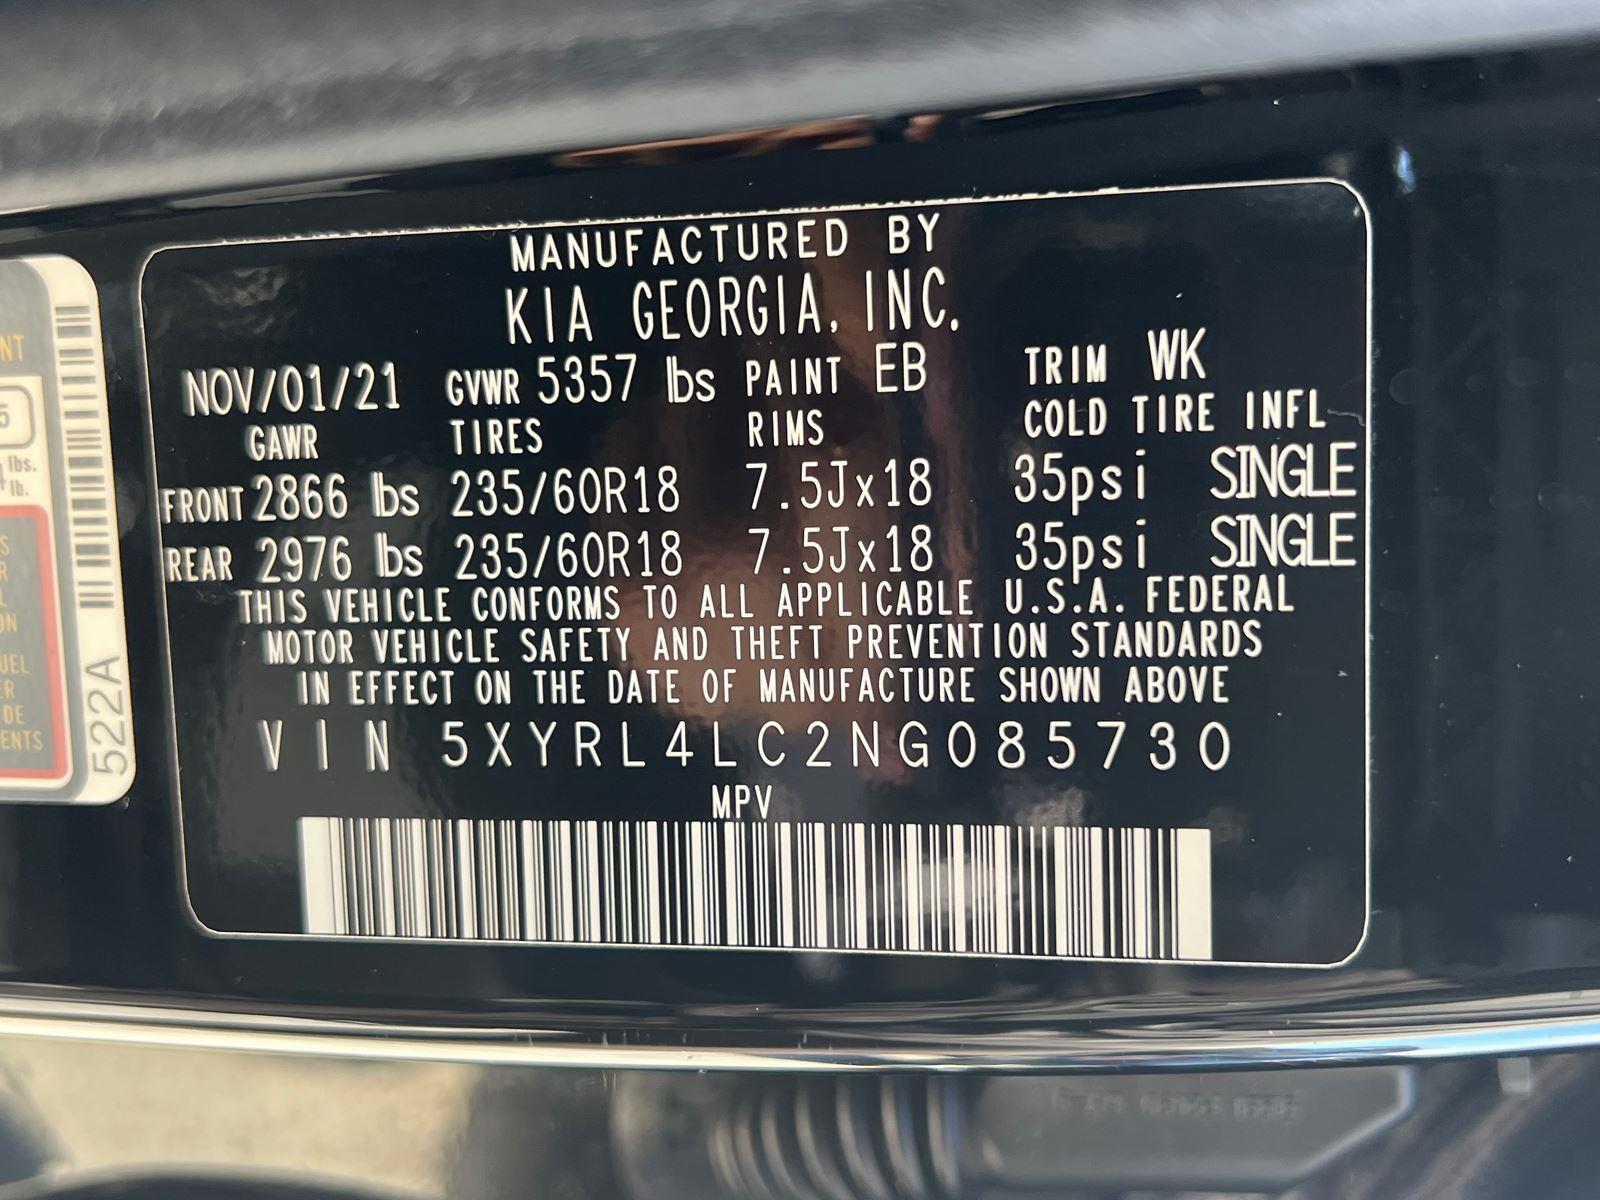 MANUFACTURED BY
KIA GEORGIA, INC.
NOV/01/21 GVWR 5357 lbs PAINT EB TRIM WK
GAWR TIRES RIMS COLD TIRE INFL
FRONT 2866 lbs 235/60R18 7.5Jx18 35psi SINGLE
REAR 2976 lbs 235/60R18 7.5Jx18 35psi SINGLE
THIS VEHICLE CONFORMS TO ALL APPLICABLE U.S.A. FEDERAL
MOTOR VEHICLE SAFETY AND THEFT PREVENTION STANDARDS
IN EFFECT ON THE DATE OF MANUFACTURE SHOWN ABOVE
VIN 5XYRL4LC2NG085730
MPV
522A
lbs.
lb.
DE